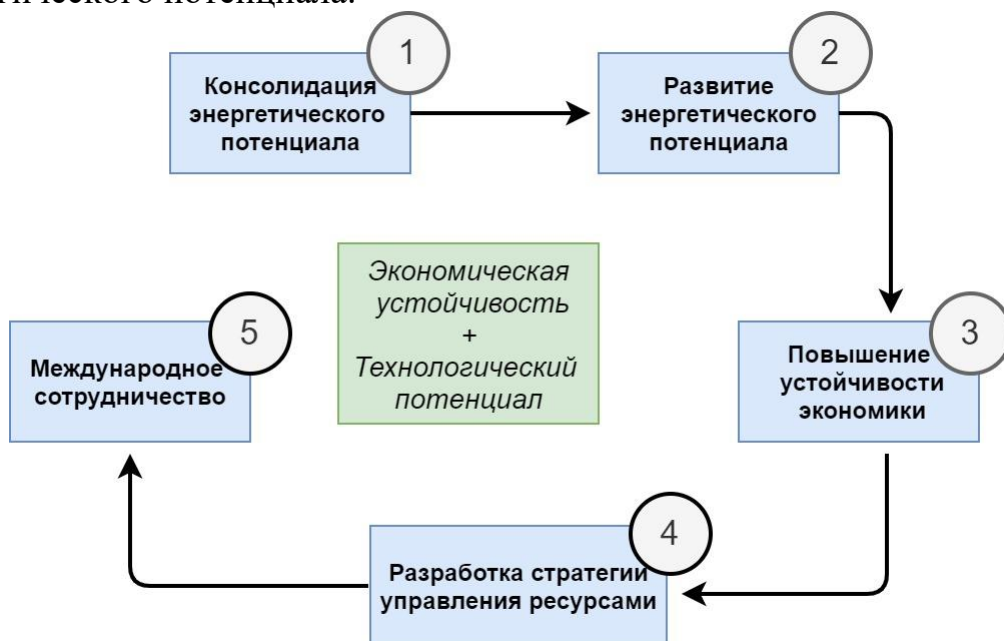 потенциала.
1
Консолидация
энергетического
потенциала
2
Развитие
энергетического
потенциала
Экономическая
устойчивость
+
Технологический
потенциал
3
Повышение
устойчивости
экономики
4
Разработка стратегии
управления ресурсами
5
Международное
сотрудничество